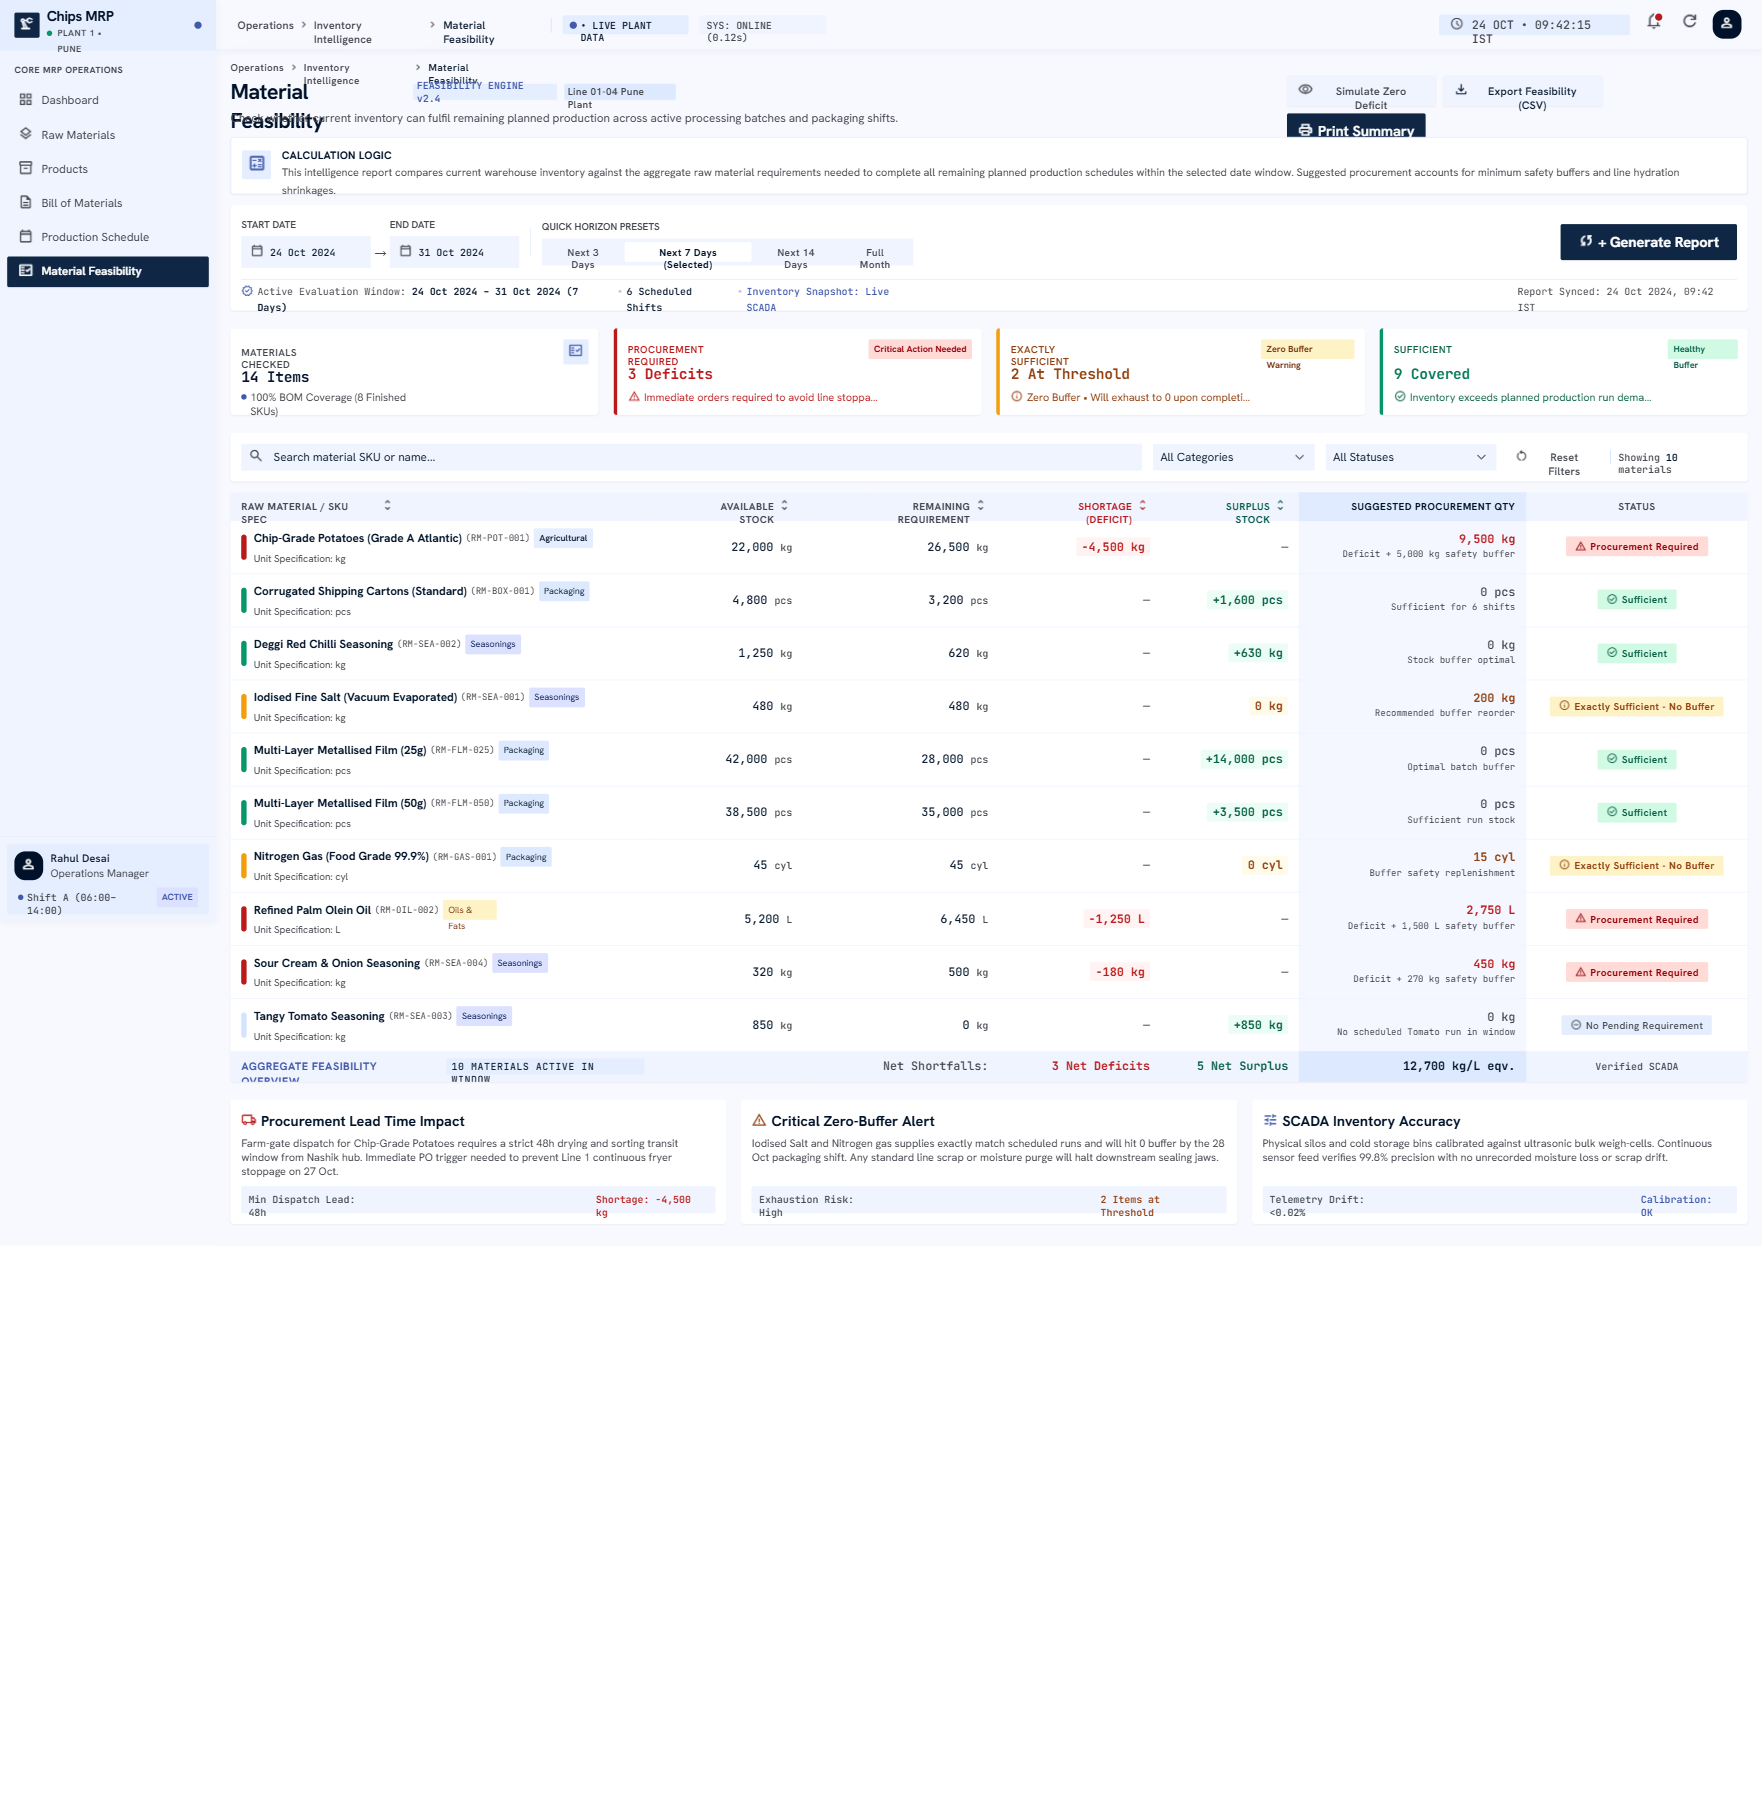 Chips MRP
PLANT 1 •
PUNE
CORE MRP OPERATIONS
Dashboard
Raw Materials
Products
Bill of Materials
Production Schedule
Material Feasibility
Rahul Desai
Operations Manager
Shift A (06:00-
14:00)
ACTIVE
Operations
Inventory
Intelligence
Material
Feasibility
• LIVE PLANT
DATA
SYS: ONLINE
(0.12s)
24 OCT • 09:42:15
IST
Operations
Inventory
Intelligence
Material
Feasibility
Material
Feasibility
FEASIBILITY ENGINE
v2.4
Line 01-04 Pune
Plant
Check whether current inventory can fulfil remaining planned production across active processing batches and packaging shifts.
Simulate Zero
Deficit
Export Feasibility
(CSV)
Print Summary
CALCULATION LOGIC
This intelligence report compares current warehouse inventory against the aggregate raw material requirements needed to complete all remaining planned production schedules within the selected date window. Suggested procurement accounts for minimum safety buffers and line hydration
shrinkages.
START DATE
24 Oct 2024
→
END DATE
31 Oct 2024
QUICK HORIZON PRESETS
Next 3
Days
Next 7 Days
(Selected)
Next 14
Days
Full
Month
+ Generate Report
Active Evaluation Window: 24 Oct 2024 – 31 Oct 2024 (7
Days)
• 6 Scheduled
Shifts
• Inventory Snapshot: Live
SCADA
Report Synced: 24 Oct 2024, 09:42
IST
MATERIALS
CHECKED
14 Items
100% BOM Coverage (8 Finished
SKUs)
PROCUREMENT
REQUIRED
Critical Action Needed
3 Deficits
Immediate orders required to avoid line stoppa...
EXACTLY
SUFFICIENT
Zero Buffer
Warning
2 At Threshold
Zero Buffer • Will exhaust to 0 upon completi...
SUFFICIENT
Healthy
Buffer
9 Covered
Inventory exceeds planned production run dema...
Search material SKU or name...
All Categories
All Statuses
Reset
Filters
Showing 10
materials
RAW MATERIAL / SKU
SPEC
AVAILABLE
STOCK
REMAINING
REQUIREMENT
SHORTAGE
(DEFICIT)
SURPLUS
STOCK
SUGGESTED PROCUREMENT QTY
STATUS
Chip-Grade Potatoes (Grade A Atlantic) (RM-POT-001) Agricultural
Unit Specification: kg
22,000 kg
26,500 kg
-4,500 kg
—
9,500 kg
Deficit + 5,000 kg safety buffer
Procurement Required
Corrugated Shipping Cartons (Standard) (RM-BOX-001) Packaging
Unit Specification: pcs
4,800 pcs
3,200 pcs
—
+1,600 pcs
0 pcs
Sufficient for 6 shifts
Sufficient
Deggi Red Chilli Seasoning (RM-SEA-002) Seasonings
Unit Specification: kg
1,250 kg
620 kg
—
+630 kg
0 kg
Stock buffer optimal
Sufficient
Iodised Fine Salt (Vacuum Evaporated) (RM-SEA-001) Seasonings
Unit Specification: kg
480 kg
480 kg
—
0 kg
200 kg
Recommended buffer reorder
Exactly Sufficient - No Buffer
Multi-Layer Metallised Film (25g) (RM-FLM-025) Packaging
Unit Specification: pcs
42,000 pcs
28,000 pcs
—
+14,000 pcs
0 pcs
Optimal batch buffer
Sufficient
Multi-Layer Metallised Film (50g) (RM-FLM-050) Packaging
Unit Specification: pcs
38,500 pcs
35,000 pcs
—
+3,500 pcs
0 pcs
Sufficient run stock
Sufficient
Nitrogen Gas (Food Grade 99.9%) (RM-GAS-001) Packaging
Unit Specification: cyl
45 cyl
45 cyl
—
0 cyl
15 cyl
Buffer safety replenishment
Exactly Sufficient - No Buffer
Refined Palm Olein Oil (RM-OIL-002) Oils &
Fats
Unit Specification: L
5,200 L
6,450 L
-1,250 L
—
2,750 L
Deficit + 1,500 L safety buffer
Procurement Required
Sour Cream & Onion Seasoning (RM-SEA-004) Seasonings
Unit Specification: kg
320 kg
500 kg
-180 kg
—
450 kg
Deficit + 270 kg safety buffer
Procurement Required
Tangy Tomato Seasoning (RM-SEA-003) Seasonings
Unit Specification: kg
850 kg
0 kg
—
+850 kg
0 kg
No scheduled Tomato run in window
No Pending Requirement
AGGREGATE FEASIBILITY
OVERVIEW
10 MATERIALS ACTIVE IN
WINDOW
Net Shortfalls:
3 Net Deficits
5 Net Surplus
12,700 kg/L eqv.
Verified SCADA
Procurement Lead Time Impact
Farm-gate dispatch for Chip-Grade Potatoes requires a strict 48h drying and sorting transit
window from Nashik hub. Immediate PO trigger needed to prevent Line 1 continuous fryer
stoppage on 27 Oct.
Min Dispatch Lead:
48h
Shortage: -4,500
kg
Critical Zero-Buffer Alert
Iodised Salt and Nitrogen gas supplies exactly match scheduled runs and will hit 0 buffer by the 28
Oct packaging shift. Any standard line scrap or moisture purge will halt downstream sealing jaws.
Exhaustion Risk:
High
2 Items at
Threshold
SCADA Inventory Accuracy
Physical silos and cold storage bins calibrated against ultrasonic bulk weigh-cells. Continuous
sensor feed verifies 99.8% precision with no unrecorded moisture loss or scrap drift.
Telemetry Drift:
<0.02%
Calibration:
OK